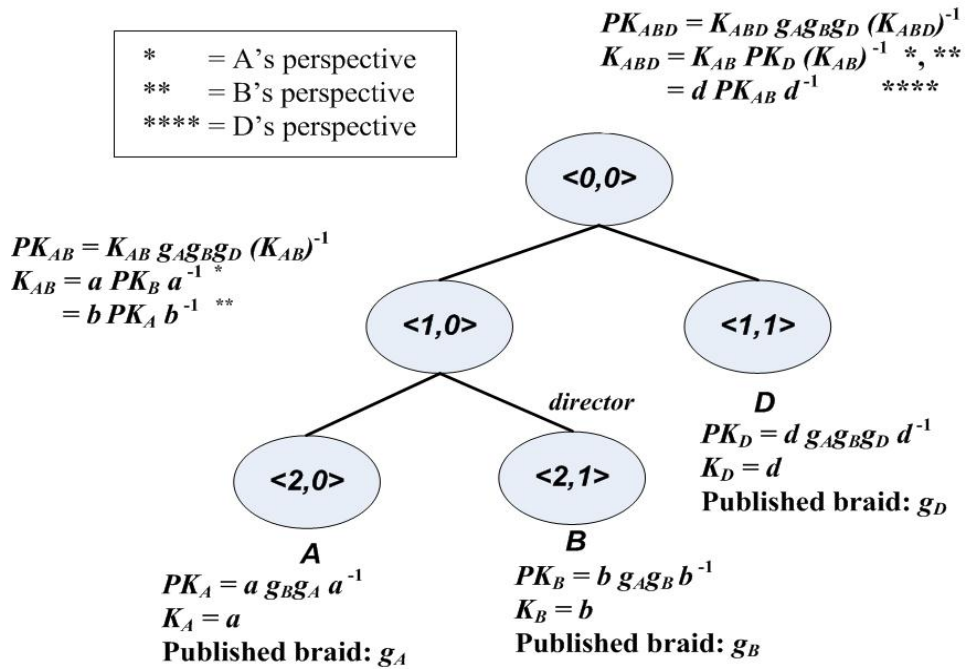 PK_ABD = K_ABD g_A g_B g_D (K_ABD)^-1
K_ABD = K_AB PK_D (K_AB)^-1 *, **
= d PK_AB d^-1 ****
* = A's perspective
** = B's perspective
**** = D's perspective
<0,0>
PK_AB = K_AB g_A g_B g_D (K_AB)^-1
K_AB = a PK_B a^-1 *
= b PK_A b^-1 **
<1,0>
<1,1>
director
D
PK_D = d g_A g_B g_D d^-1
K_D = d
Published braid: g_D
<2,0>
<2,1>
A
PK_A = a g_B g_A a^-1
K_A = a
Published braid: g_A
B
PK_B = b g_A g_B b^-1
K_B = b
Published braid: g_B